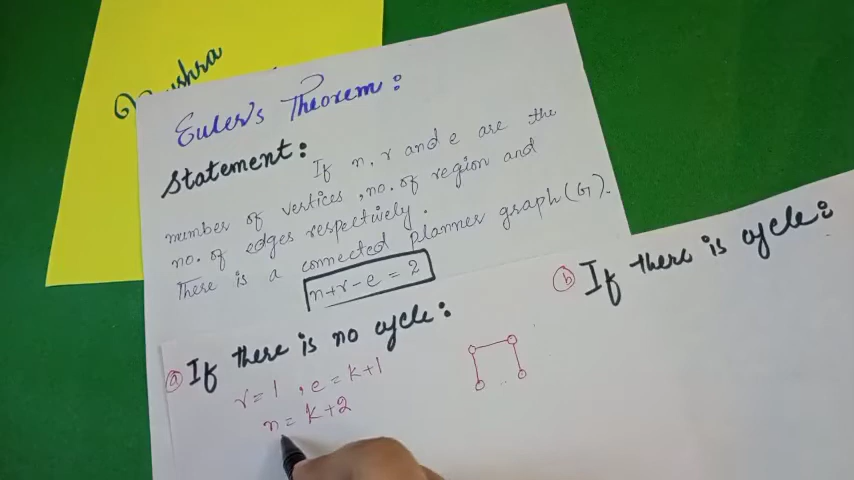 Euler's Theorem:
Statement:
If n, r and e are the
number of vertices, no. of region and
no. of edges respectively.
There is a connected planner graph (G).
n+r-e=2
(a) If there is no cycle:
r=1, e=k+1
n=k+2
(b) If there is cycle: